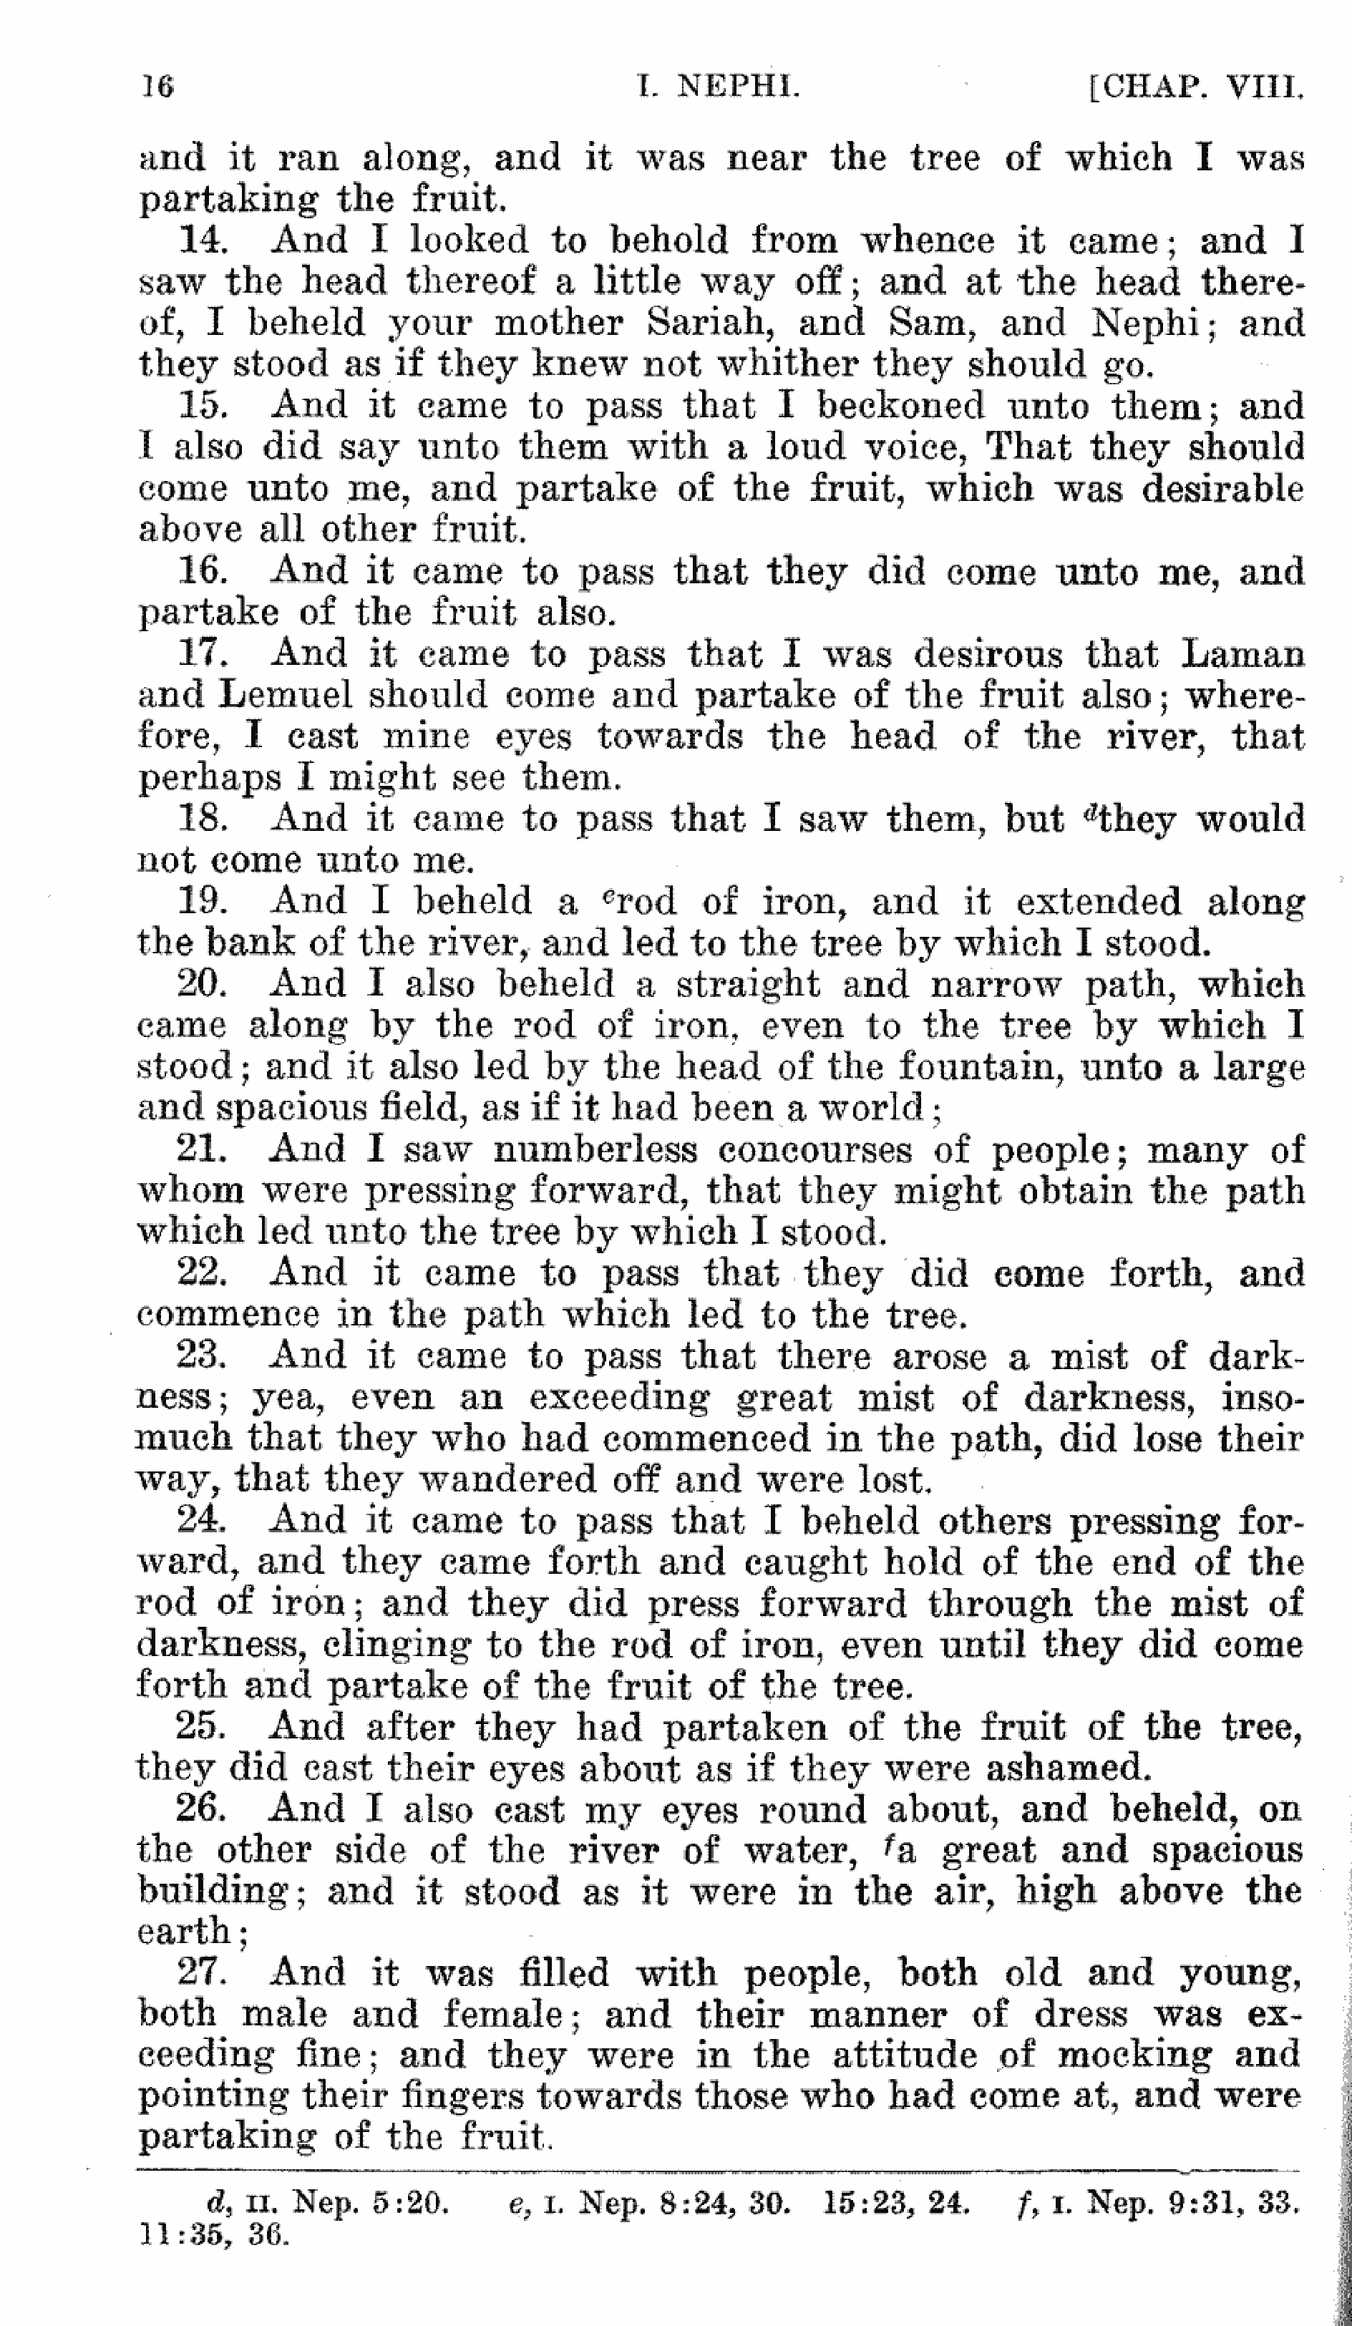 16 I. NEPHI. [CHAP. VIII.
and it ran along, and it was near the tree of which I was
partaking the fruit.
14. And I looked to behold from whence it came; and I
saw the head thereof a little way off; and at the head there-
of, I beheld your mother Sariah, and Sam, and Nephi; and
they stood as if they knew not whither they should go.
15. And it came to pass that I beckoned unto them; and
I also did say unto them with a loud voice, That they should
come unto me, and partake of the fruit, which was desirable
above all other fruit.
16. And it came to pass that they did come unto me, and
partake of the fruit also.
17. And it came to pass that I was desirous that Laman
and Lemuel should come and partake of the fruit also; where-
fore, I cast mine eyes towards the head of the river, that
perhaps I might see them.
18. And it came to pass that I saw them, but dthey would
not come unto me.
19. And I beheld a erod of iron, and it extended along
the bank of the river, and led to the tree by which I stood.
20. And I also beheld a straight and narrow path, which
came along by the rod of iron, even to the tree by which I
stood; and it also led by the head of the fountain, unto a large
and spacious field, as if it had been a world;
21. And I saw numberless concourses of people; many of
whom were pressing forward, that they might obtain the path
which led unto the tree by which I stood.
22. And it came to pass that they did come forth, and
commence in the path which led to the tree.
23. And it came to pass that there arose a mist of dark-
ness; yea, even an exceeding great mist of darkness, inso-
much that they who had commenced in the path, did lose their
way, that they wandered off and were lost.
24. And it came to pass that I beheld others pressing for-
ward, and they came forth and caught hold of the end of the
rod of iron; and they did press forward through the mist of
darkness, clinging to the rod of iron, even until they did come
forth and partake of the fruit of the tree.
25. And after they had partaken of the fruit of the tree,
they did cast their eyes about as if they were ashamed.
26. And I also cast my eyes round about, and beheld, on
the other side of the river of water, fa great and spacious
building; and it stood as it were in the air, high above the
earth;
27. And it was filled with people, both old and young,
both male and female; and their manner of dress was ex-
ceeding fine; and they were in the attitude of mocking and
pointing their fingers towards those who had come at, and were
partaking of the fruit.
d, II. Nep. 5:20. e, I. Nep. 8:24, 30. 15:23, 24. f, I. Nep. 9:31, 33.
11:35, 36.